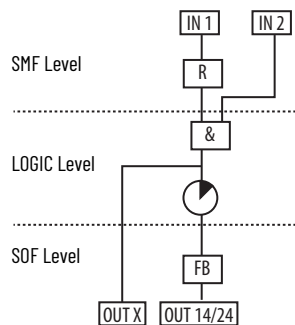 IN 1
IN 2
SMF Level
R
&
LOGIC Level
SOF Level
FB
OUT X
OUT 14/24